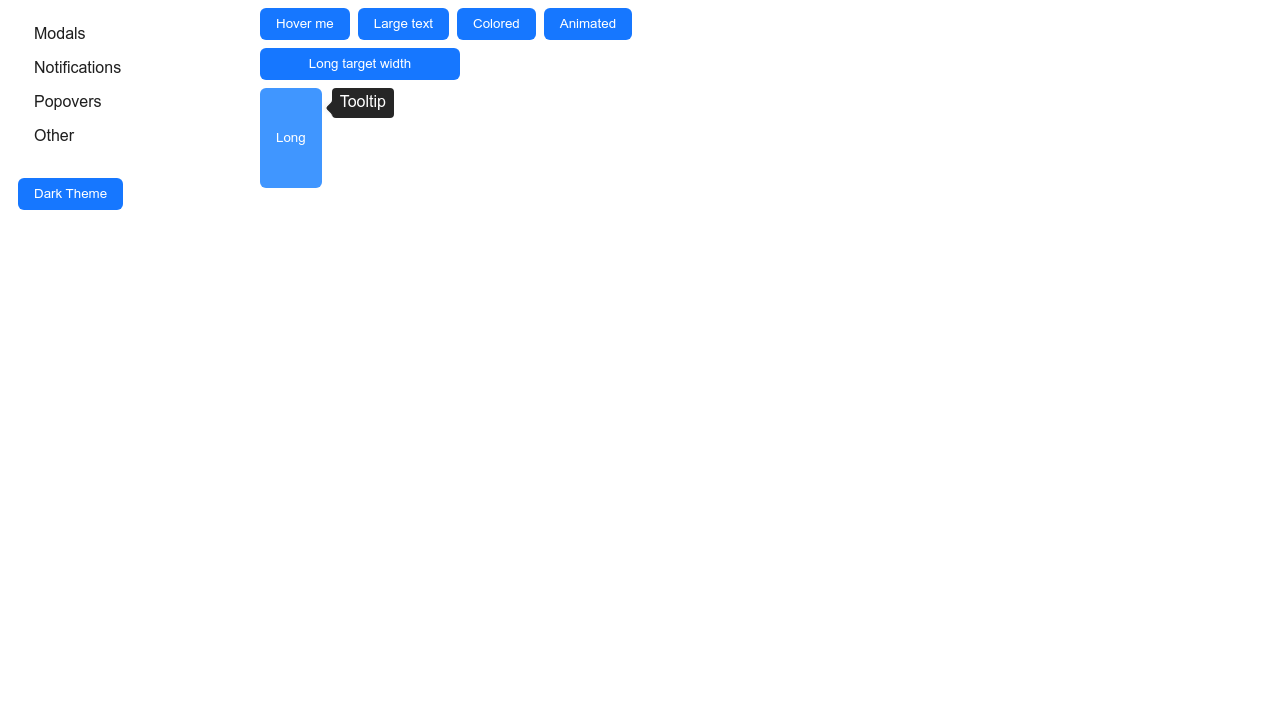 Modals
Notifications
Popovers
Other
Dark Theme
Hover me
Large text
Colored
Animated
Long target width
Long
Tooltip